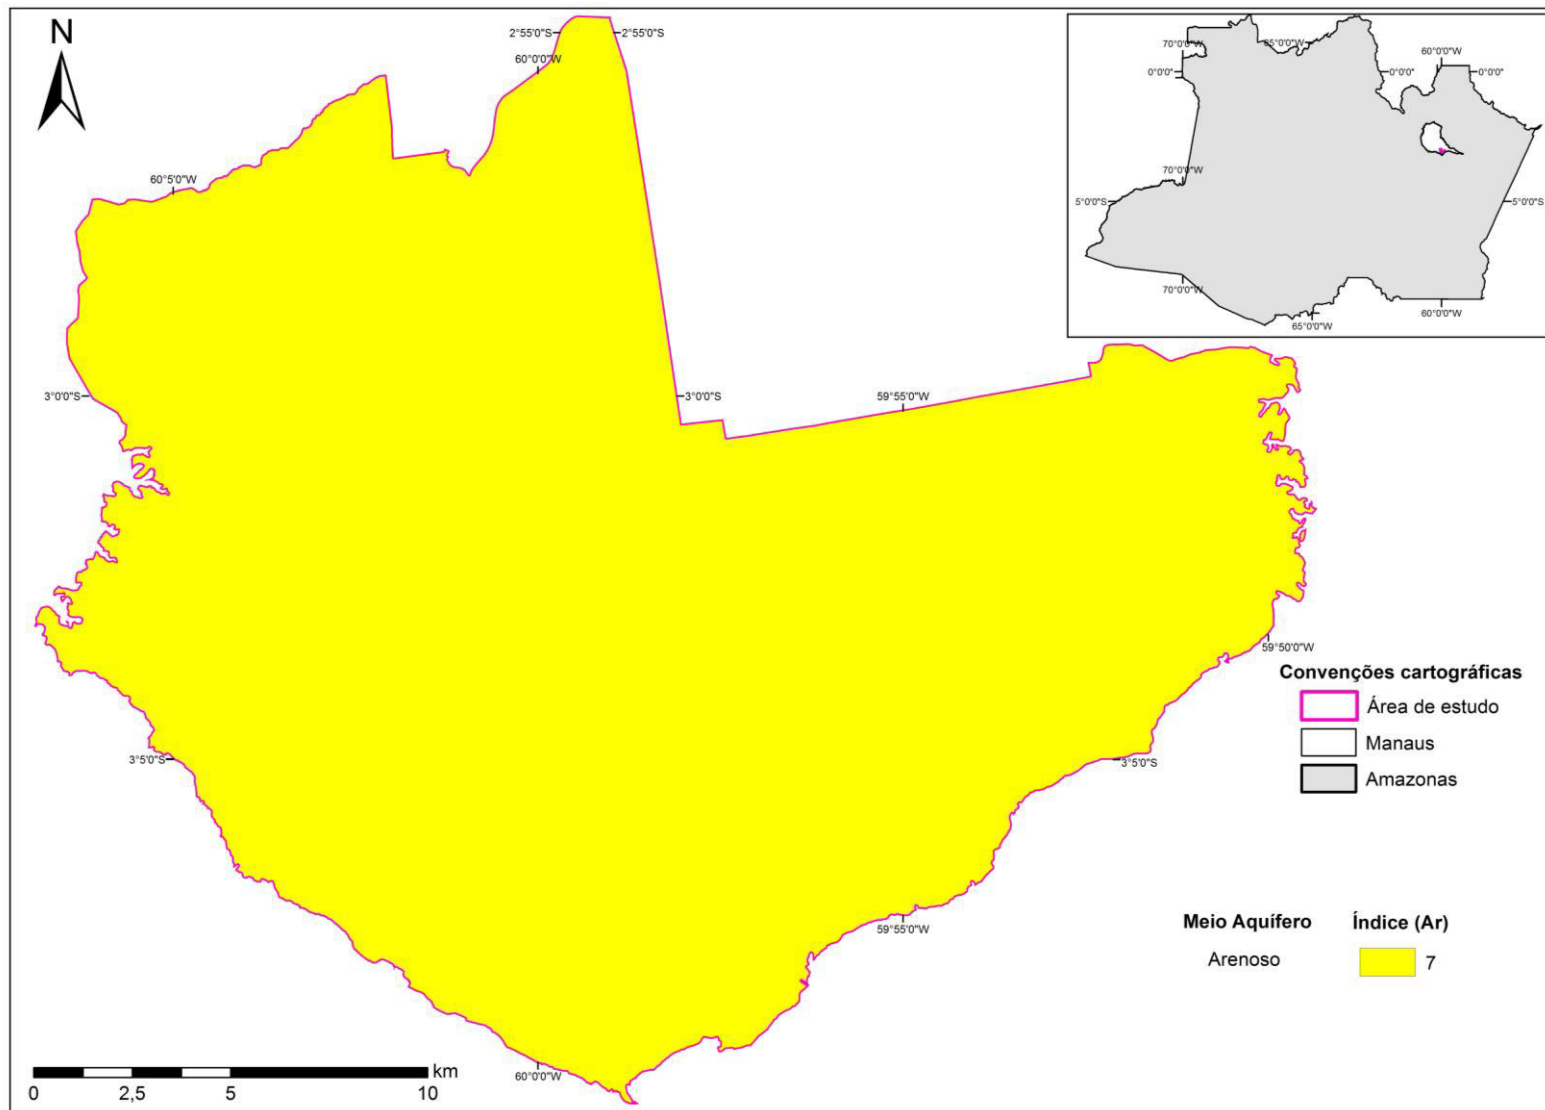 N
2°55'0"S
2°55'0"S
60°0'0"W
60°5'0"W
3°0'0"S
3°0'0"S
59°55'0"W
59°50'0"W
3°5'0"S
3°5'0"S
59°55'0"W
60°0'0"W
70°0'0"W
65°0'0"W
60°0'0"W
0°0'0"
0°0'0"
0°0'0"
70°0'0"W
5°0'0"S
5°0'0"S
70°0'0"W
65°0'0"W
60°0'0"W
Convenções cartográficas
Área de estudo
Manaus
Amazonas
Meio Aquífero Índice (Ar)
Arenoso 7
km
0 2,5 5 10